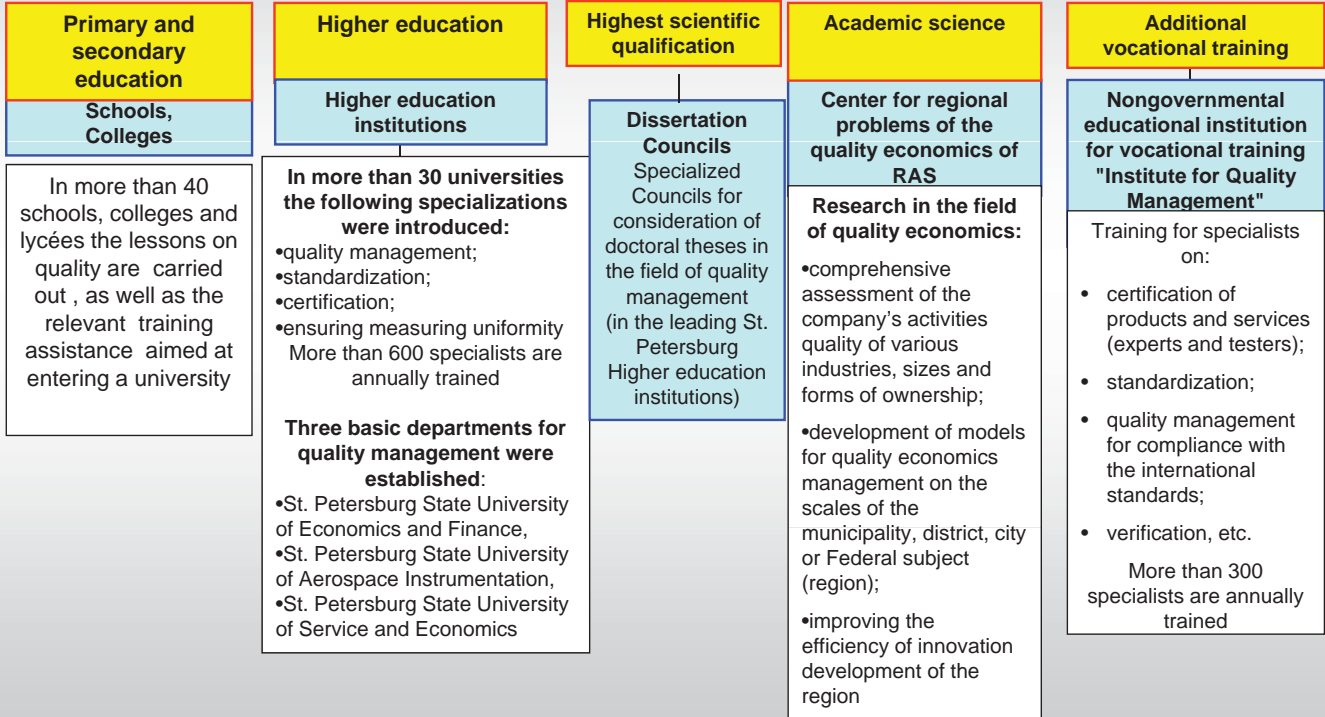 Primary and
secondary
education
Schools,
Colleges
In more than 40
schools, colleges and
lycées the lessons on
quality are carried
out , as well as the
relevant training
assistance aimed at
entering a university
Higher education
Higher education
institutions
In more than 30 universities
the following specializations
were introduced:
•quality management;
•standardization;
•certification;
•ensuring measuring uniformity
More than 600 specialists are
annually trained
Three basic departments for
quality management were
established:
•St. Petersburg State University
of Economics and Finance,
•St. Petersburg State University
of Aerospace Instrumentation,
•St. Petersburg State University
of Service and Economics
Highest scientific
qualification
Dissertation
Councils
Specialized
Councils for
consideration of
doctoral theses in
the field of quality
management
(in the leading St.
Petersburg
Higher education
institutions)
Academic science
Center for regional
problems of the
quality economics of
RAS
Research in the field
of quality economics:
•comprehensive
assessment of the
company's activities
quality of various
industries, sizes and
forms of ownership;
•development of models
for quality economics
management on the
scales of the
municipality, district, city
or Federal subject
(region);
•improving the
efficiency of innovation
development of the
region
Additional
vocational training
Nongovernmental
educational institution
for vocational training
"Institute for Quality
Management"
Training for specialists
on:
• certification of
products and services
(experts and testers);
• standardization;
• quality management
for compliance with
the international
standards;
• verification, etc.
More than 300
specialists are annually
trained